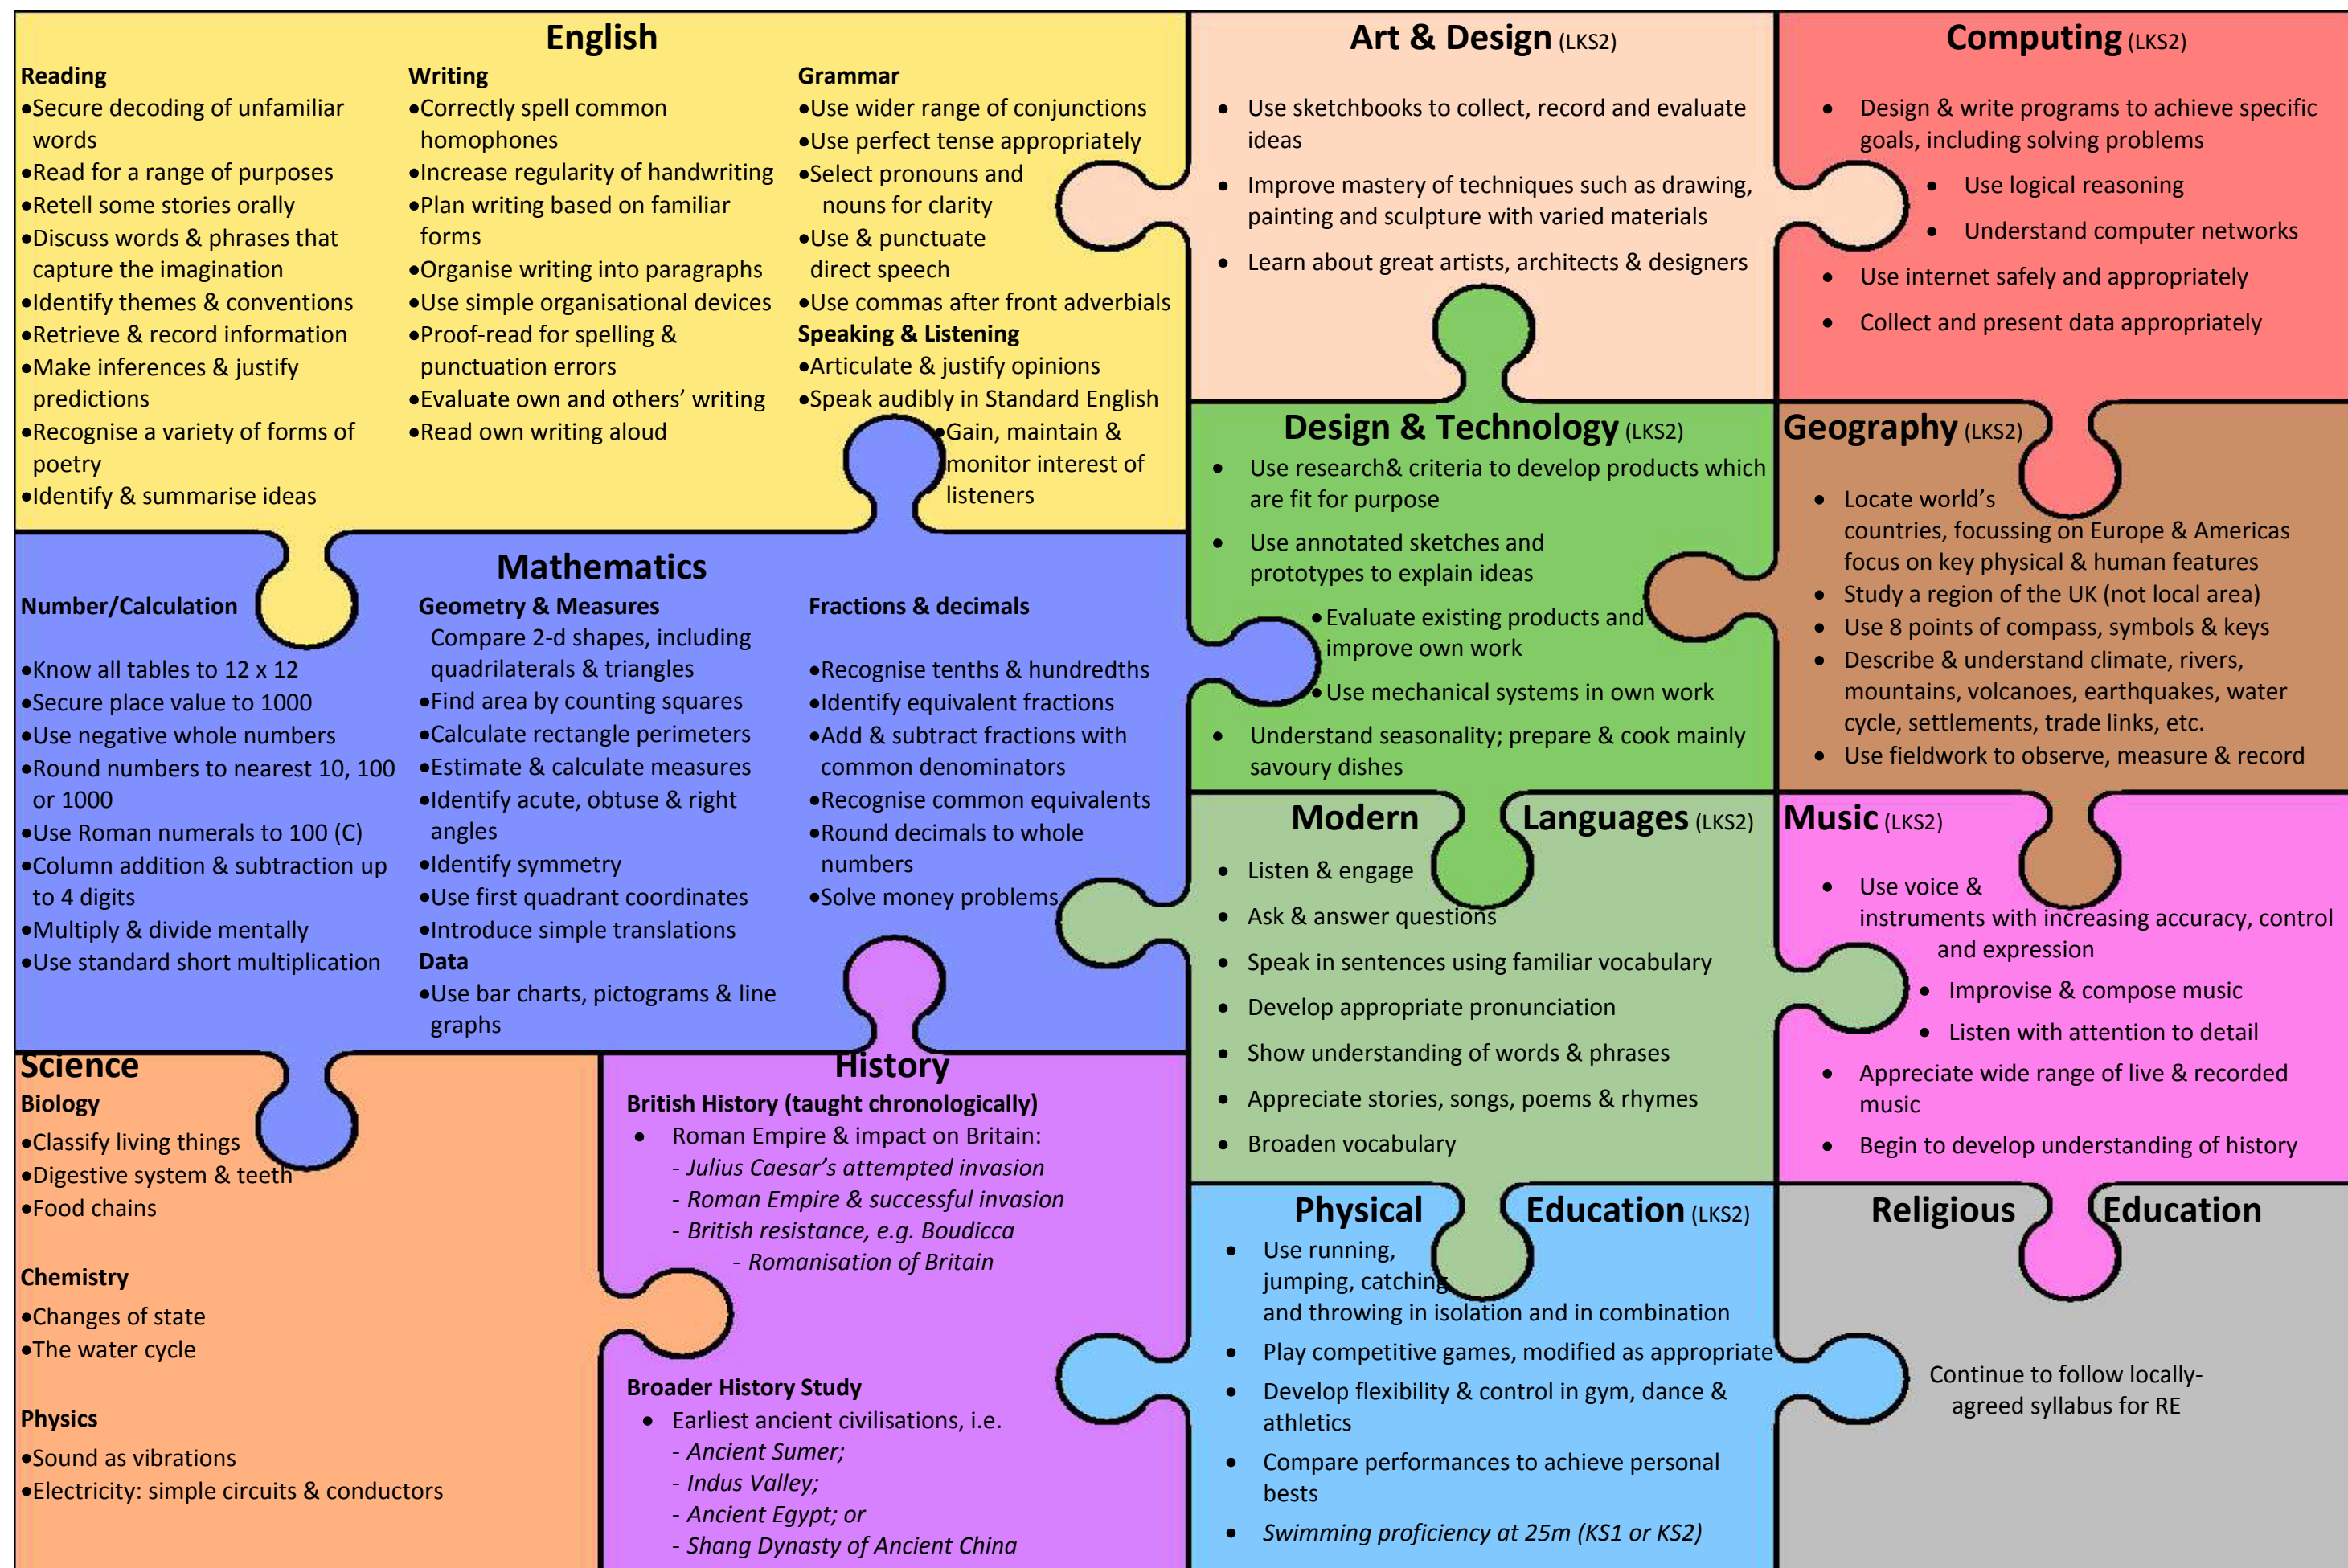 English
Reading
•Secure decoding of unfamiliar
words
•Read for a range of purposes
•Retell some stories orally
•Discuss words & phrases that
capture the imagination
•Identify themes & conventions
•Retrieve & record information
•Make inferences & justify
predictions
•Recognise a variety of forms of
poetry
•Identify & summarise ideas
Writing
•Correctly spell common
homophones
•Increase regularity of handwriting
•Plan writing based on familiar
forms
•Organise writing into paragraphs
•Use simple organisational devices
•Proof-read for spelling &
punctuation errors
•Evaluate own and others’ writing
•Read own writing aloud
Grammar
•Use wider range of conjunctions
•Use perfect tense appropriately
•Select pronouns and
nouns for clarity
•Use & punctuate
direct speech
•Use commas after front adverbials
Speaking & Listening
•Articulate & justify opinions
•Speak audibly in Standard English
•Gain, maintain &
monitor interest of
listeners
Art & Design (LKS2)
• Use sketchbooks to collect, record and evaluate
ideas
• Improve mastery of techniques such as drawing,
painting and sculpture with varied materials
• Learn about great artists, architects & designers
Computing (LKS2)
• Design & write programs to achieve specific
goals, including solving problems
• Use logical reasoning
• Understand computer networks
• Use internet safely and appropriately
• Collect and present data appropriately
Mathematics
Number/Calculation
•Know all tables to 12 x 12
•Secure place value to 1000
•Use negative whole numbers
•Round numbers to nearest 10, 100
or 1000
•Use Roman numerals to 100 (C)
•Column addition & subtraction up
to 4 digits
•Multiply & divide mentally
•Use standard short multiplication
Geometry & Measures
Compare 2-d shapes, including
quadrilaterals & triangles
•Find area by counting squares
•Calculate rectangle perimeters
•Estimate & calculate measures
•Identify acute, obtuse & right
angles
•Identify symmetry
•Use first quadrant coordinates
•Introduce simple translations
Data
•Use bar charts, pictograms & line
graphs
Fractions & decimals
•Recognise tenths & hundredths
•Identify equivalent fractions
•Add & subtract fractions with
common denominators
•Recognise common equivalents
•Round decimals to whole
numbers
•Solve money problems
Design & Technology (LKS2)
• Use research& criteria to develop products which
are fit for purpose
• Use annotated sketches and
prototypes to explain ideas
•Evaluate existing products and
improve own work
•Use mechanical systems in own work
• Understand seasonality; prepare & cook mainly
savoury dishes
Geography (LKS2)
• Locate world’s
countries, focussing on Europe & Americas
focus on key physical & human features
• Study a region of the UK (not local area)
• Use 8 points of compass, symbols & keys
• Describe & understand climate, rivers,
mountains, volcanoes, earthquakes, water
cycle, settlements, trade links, etc.
• Use fieldwork to observe, measure & record
Modern Languages (LKS2)
• Listen & engage
• Ask & answer questions
• Speak in sentences using familiar vocabulary
• Develop appropriate pronunciation
• Show understanding of words & phrases
• Appreciate stories, songs, poems & rhymes
• Broaden vocabulary
Music (LKS2)
• Use voice &
instruments with increasing accuracy, control
and expression
• Improvise & compose music
• Listen with attention to detail
• Appreciate wide range of live & recorded
music
• Begin to develop understanding of history
Science
Biology
•Classify living things
•Digestive system & teeth
•Food chains
Chemistry
•Changes of state
•The water cycle
Physics
•Sound as vibrations
•Electricity: simple circuits & conductors
History
British History (taught chronologically)
• Roman Empire & impact on Britain:
- Julius Caesar’s attempted invasion
- Roman Empire & successful invasion
- British resistance, e.g. Boudicca
- Romanisation of Britain
Broader History Study
• Earliest ancient civilisations, i.e.
- Ancient Sumer;
- Indus Valley;
- Ancient Egypt; or
- Shang Dynasty of Ancient China
Physical Education (LKS2)
• Use running,
jumping, catching
and throwing in isolation and in combination
• Play competitive games, modified as appropriate
• Develop flexibility & control in gym, dance &
athletics
• Compare performances to achieve personal
bests
• Swimming proficiency at 25m (KS1 or KS2)
Religious Education
Continue to follow locally-
agreed syllabus for RE